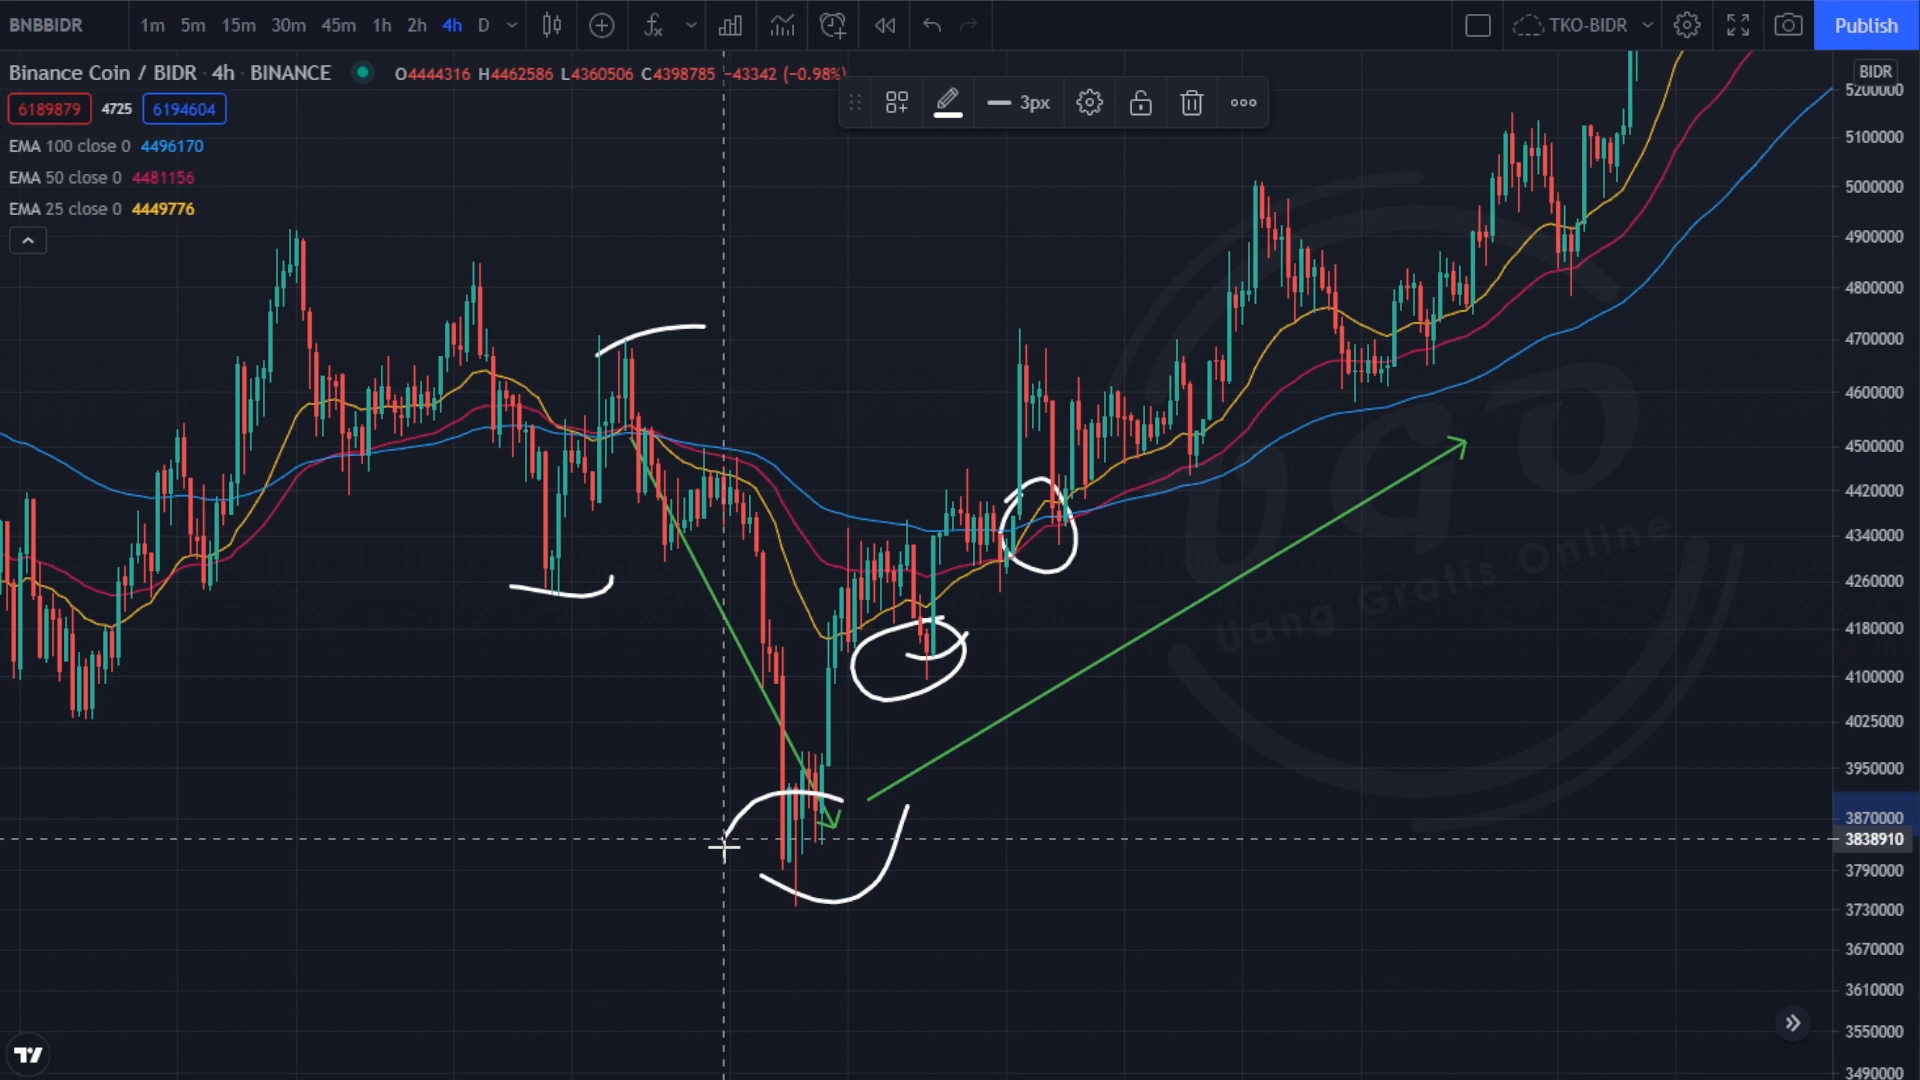 BNBBIDR 1m 5m 15m 30m 45m 1h 2h 4h D TKO-BIDR Publish
Binance Coin / BIDR · 4h · BINANCE O4444316 H4462586 L4360506 C4398785 −43342 (−0.98%)
6189879 4725 6194604
3px
EMA 100 close 0 4496170
EMA 50 close 0 4481156
EMA 25 close 0 4449776
BIDR
5200000
5100000
5000000
4900000
4800000
4700000
4600000
4500000
4420000
4340000
4260000
4180000
4100000
4025000
3950000
3870000
3838910
3790000
3730000
3670000
3610000
3550000
3490000
UGO
Uang Gratis Online